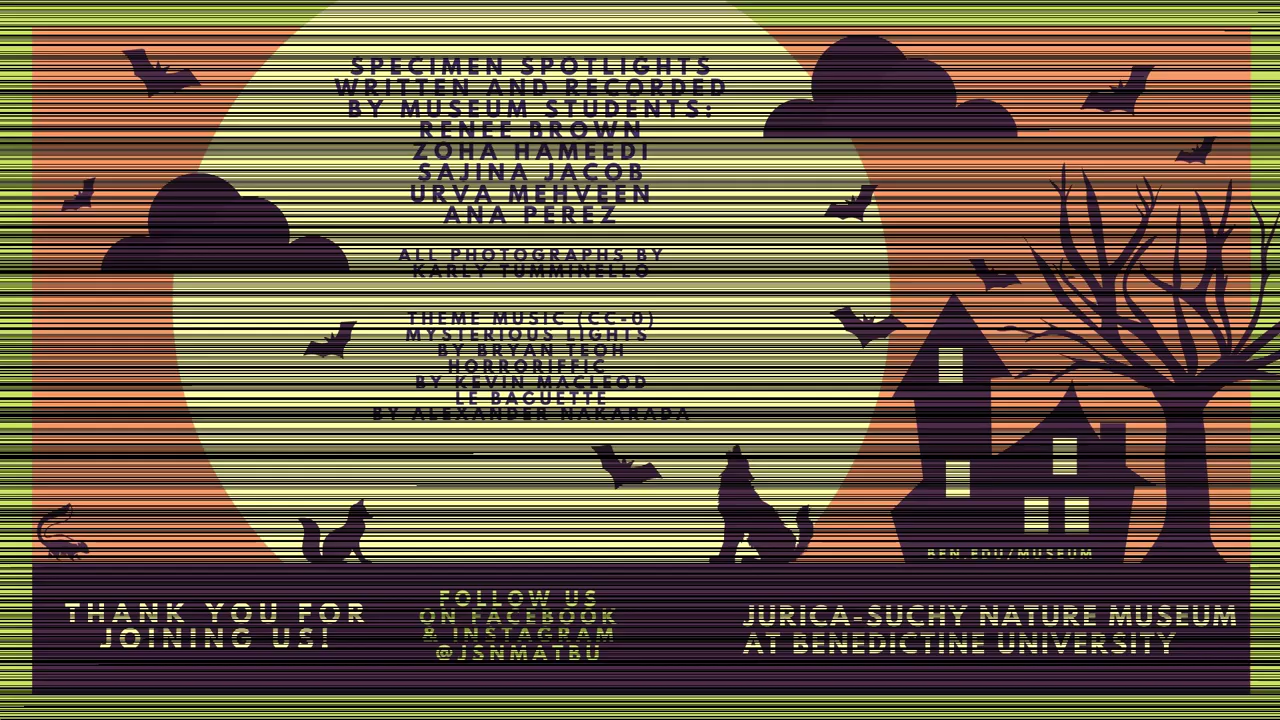 SPECIMEN SPOTLIGHTS
WRITTEN AND RECORDED
BY MUSEUM STUDENTS:
RENEE BROWN
ZOHA HAMEEDI
SAJINA JACOB
URVA MEHVEEN
ANA PEREZ
ALL PHOTOGRAPHS BY
KARLY TUMMINELLO
THEME MUSIC (CC-0)
MYSTERIOUS LIGHTS
BY BRYAN TEOH
HORRORIFFIC
BY KEVIN MACLEOD
LE BAGUETTE
BY ALEXANDER NAKARADA
BEN.EDU/MUSEUM
THANK YOU FOR
JOINING US!
FOLLOW US
ON FACEBOOK
& INSTAGRAM
@JSNMATBU
JURICA-SUCHY NATURE MUSEUM
AT BENEDICTINE UNIVERSITY